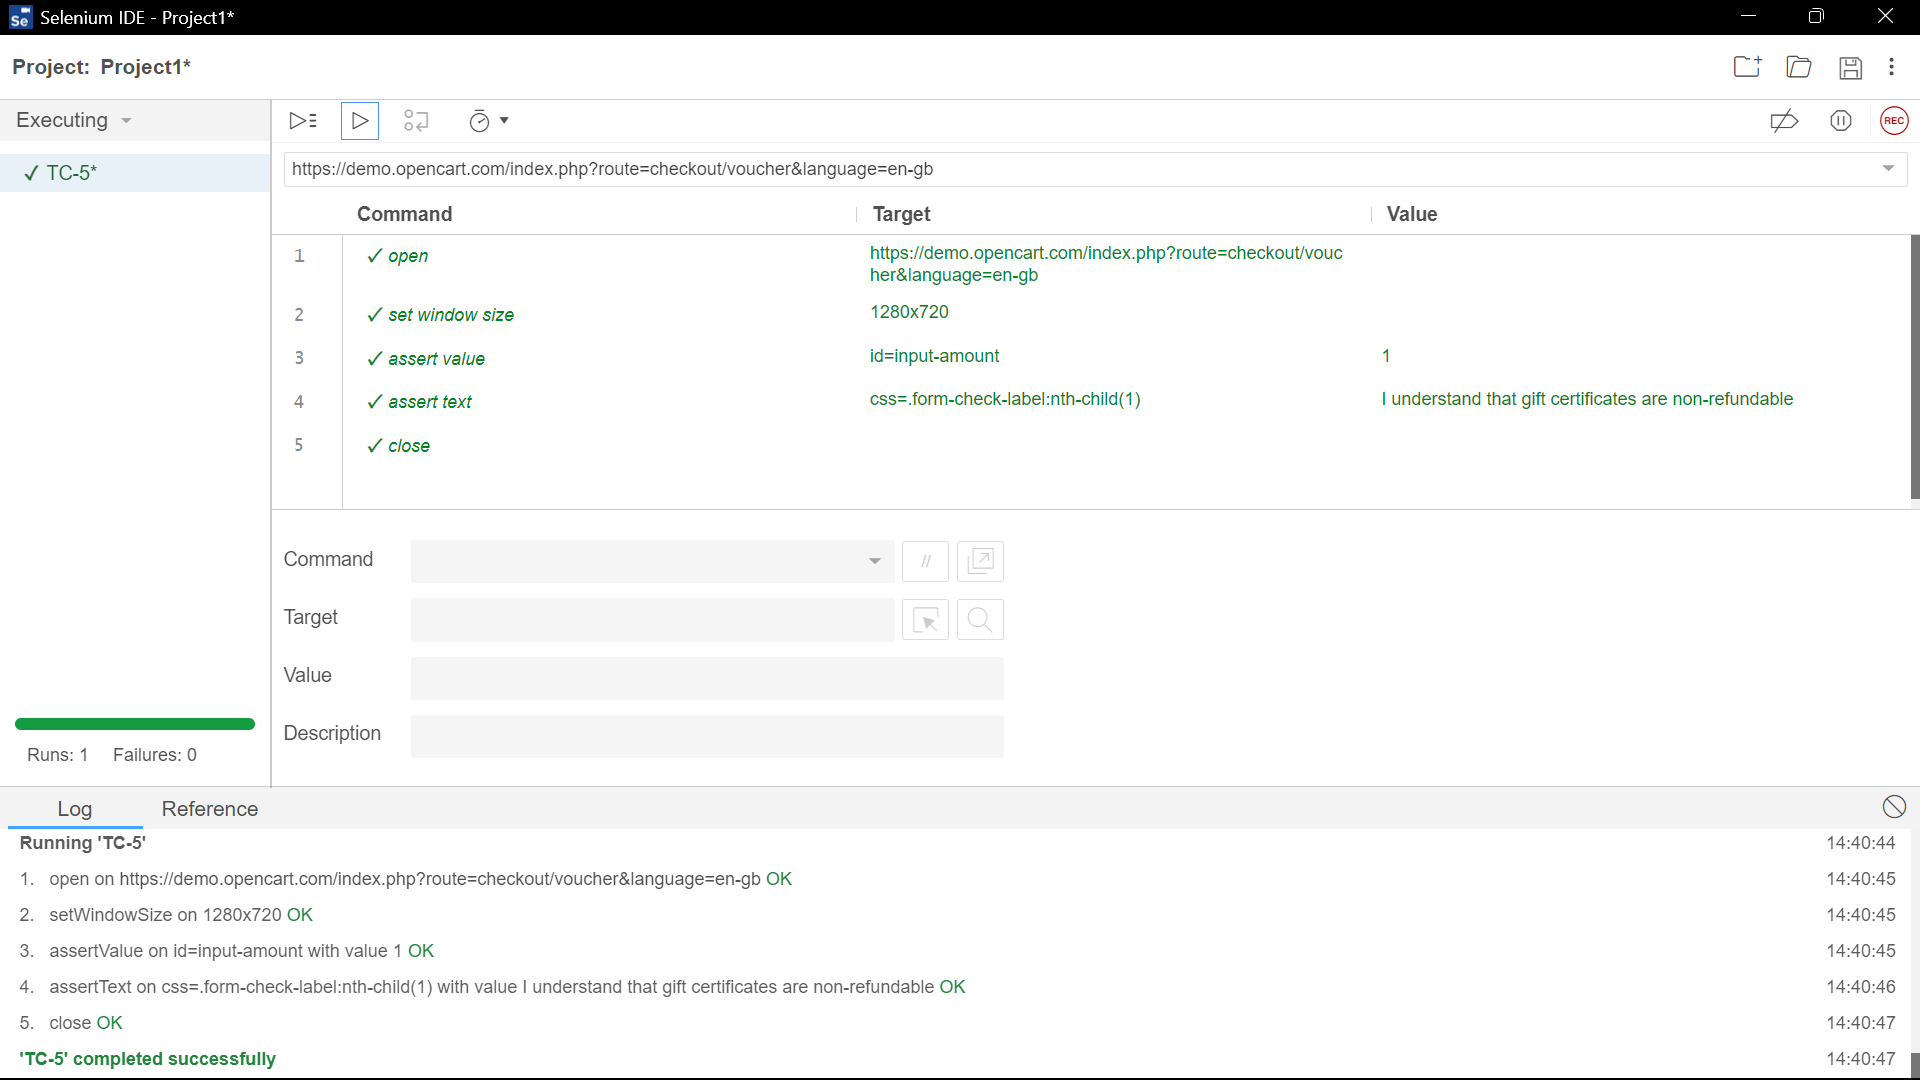 Se Selenium IDE - Project1*
Project: Project1*
Executing
✓ TC-5*
REC
https://demo.opencart.com/index.php?route=checkout/voucher&language=en-gb
Command Target Value
1 ✓ open https://demo.opencart.com/index.php?route=checkout/vouc
her&language=en-gb
2 ✓ set window size 1280x720
3 ✓ assert value id=input-amount 1
4 ✓ assert text css=.form-check-label:nth-child(1) I understand that gift certificates are non-refundable
5 ✓ close
Command //
Target
Value
Description
Runs: 1 Failures: 0
Log Reference
Running 'TC-5' 14:40:44
1. open on https://demo.opencart.com/index.php?route=checkout/voucher&language=en-gb OK 14:40:45
2. setWindowSize on 1280x720 OK 14:40:45
3. assertValue on id=input-amount with value 1 OK 14:40:45
4. assertText on css=.form-check-label:nth-child(1) with value I understand that gift certificates are non-refundable OK 14:40:46
5. close OK 14:40:47
'TC-5' completed successfully 14:40:47